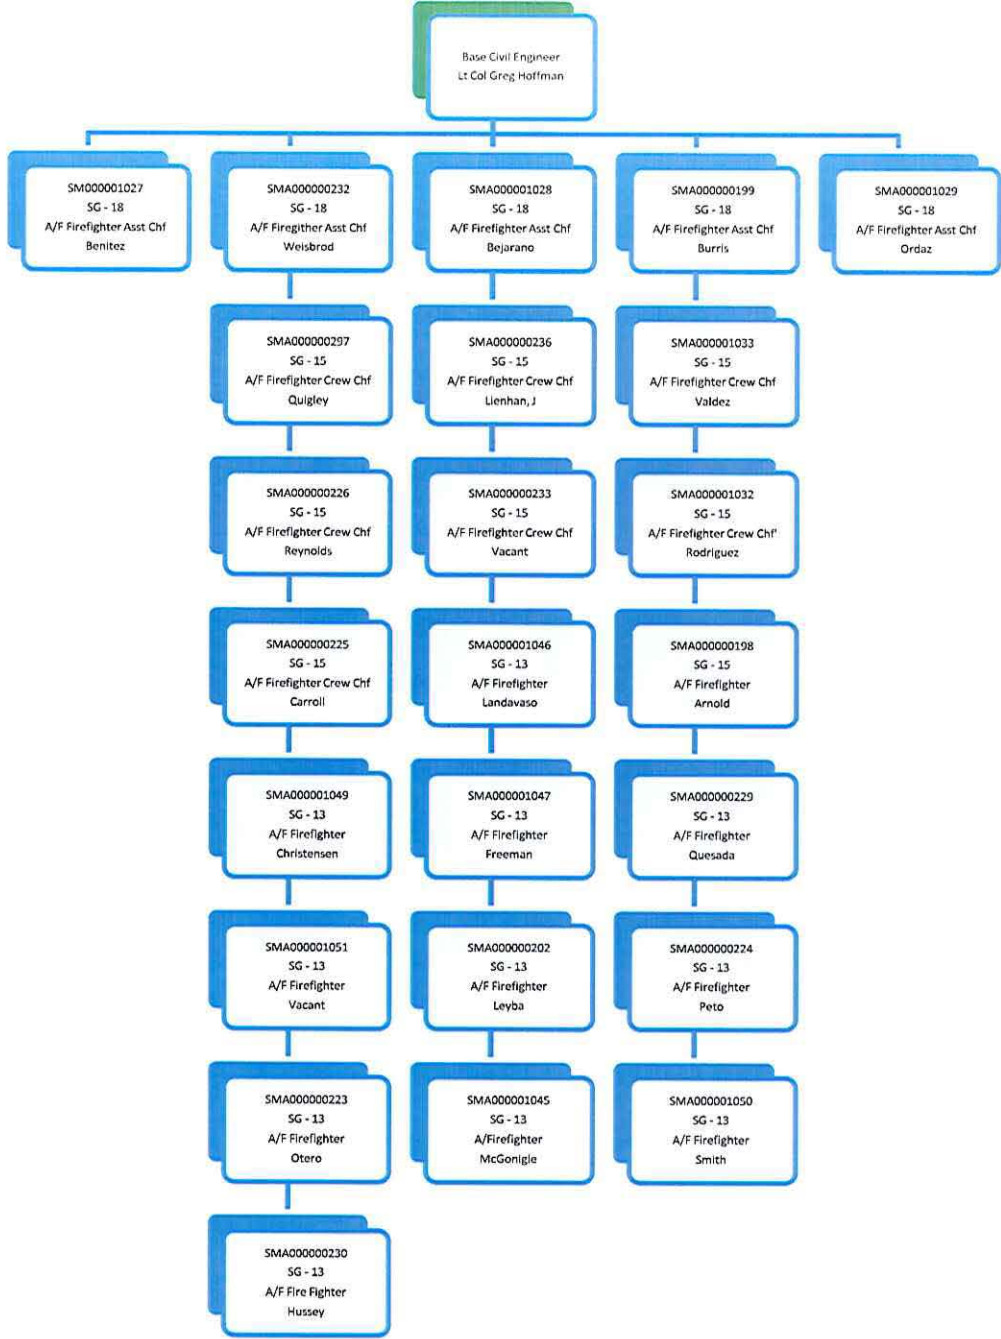 Base Civil Engineer
Lt Col Greg Hoffman
SM000001027
SG - 18
A/F Firefighter Asst Chf
Benitez
SMA000000232
SG - 18
A/F Firegither Asst Chf
Weisbrod
SMA000001028
SG - 18
A/F Firefighter Asst Chf
Bejarano
SMA000000199
SG - 18
A/F Firefighter Asst Chf
Burris
SMA000001029
SG - 18
A/F Firefighter Asst Chf
Ordaz
SMA000000297
SG - 15
A/F Firefighter Crew Chf
Quigley
SMA000000236
SG - 15
A/F Firefighter Crew Chf
Lienhan, J
SMA000001033
SG - 15
A/F Firefighter Crew Chf
Valdez
SMA000000226
SG - 15
A/F Firefighter Crew Chf
Reynolds
SMA000000233
SG - 15
A/F Firefighter Crew Chf
Vacant
SMA000001032
SG - 15
A/F Firefighter Crew Chf'
Rodriguez
SMA000000225
SG - 15
A/F Firefighter Crew Chf
Carroll
SMA000001046
SG - 13
A/F Firefighter
Landavaso
SMA000000198
SG - 15
A/F Firefighter
Arnold
SMA000001049
SG - 13
A/F Firefighter
Christensen
SMA000001047
SG - 13
A/F Firefighter
Freeman
SMA000000229
SG - 13
A/F Firefighter
Quesada
SMA000001051
SG - 13
A/F Firefighter
Vacant
SMA000000202
SG - 13
A/F Firefighter
Leyba
SMA000000224
SG - 13
A/F Firefighter
Peto
SMA000000223
SG - 13
A/F Firefighter
Otero
SMA000001045
SG - 13
A/Firefighter
McGonigle
SMA000001050
SG - 13
A/F Firefighter
Smith
SMA000000230
SG - 13
A/F Fire Fighter
Hussey